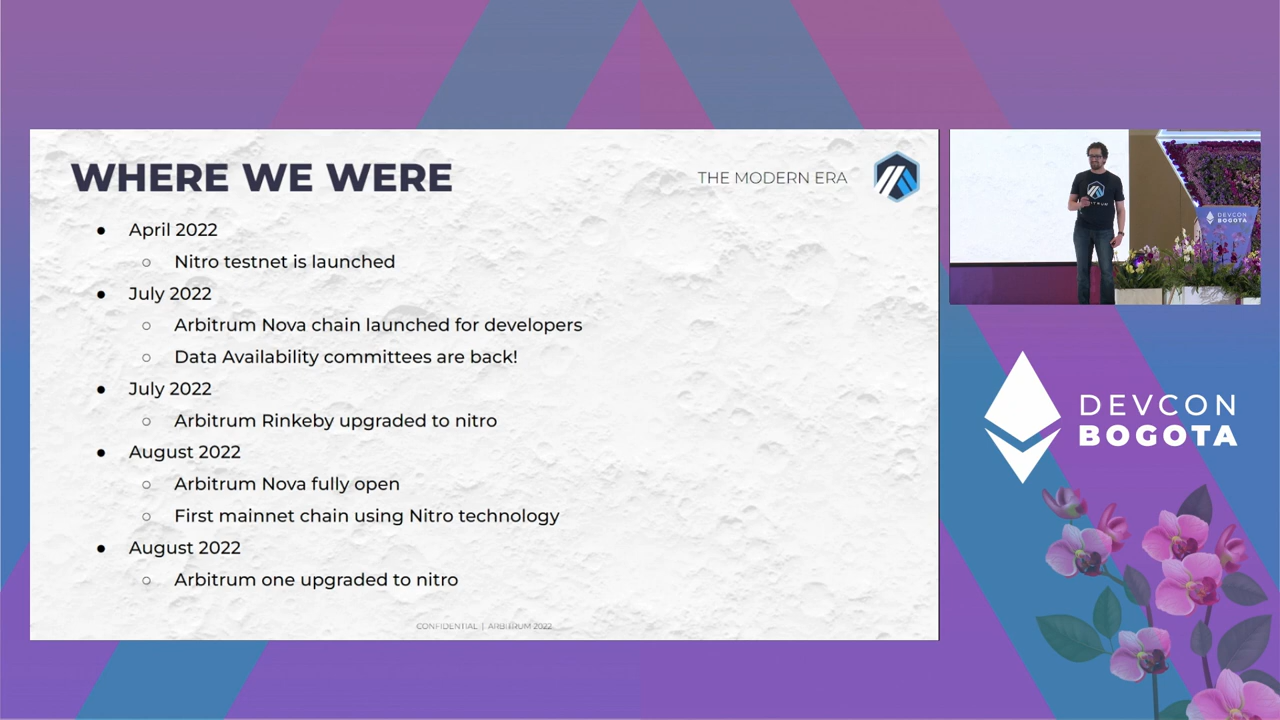 WHERE WE WERE
THE MODERN ERA
● April 2022
○ Nitro testnet is launched
● July 2022
○ Arbitrum Nova chain launched for developers
○ Data Availability committees are back!
● July 2022
○ Arbitrum Rinkeby upgraded to nitro
● August 2022
○ Arbitrum Nova fully open
○ First mainnet chain using Nitro technology
● August 2022
○ Arbitrum one upgraded to nitro
CONFIDENTIAL | ARBITRUM 2022
DEVCON
BOGOTA
DEVCON
BOGOTA